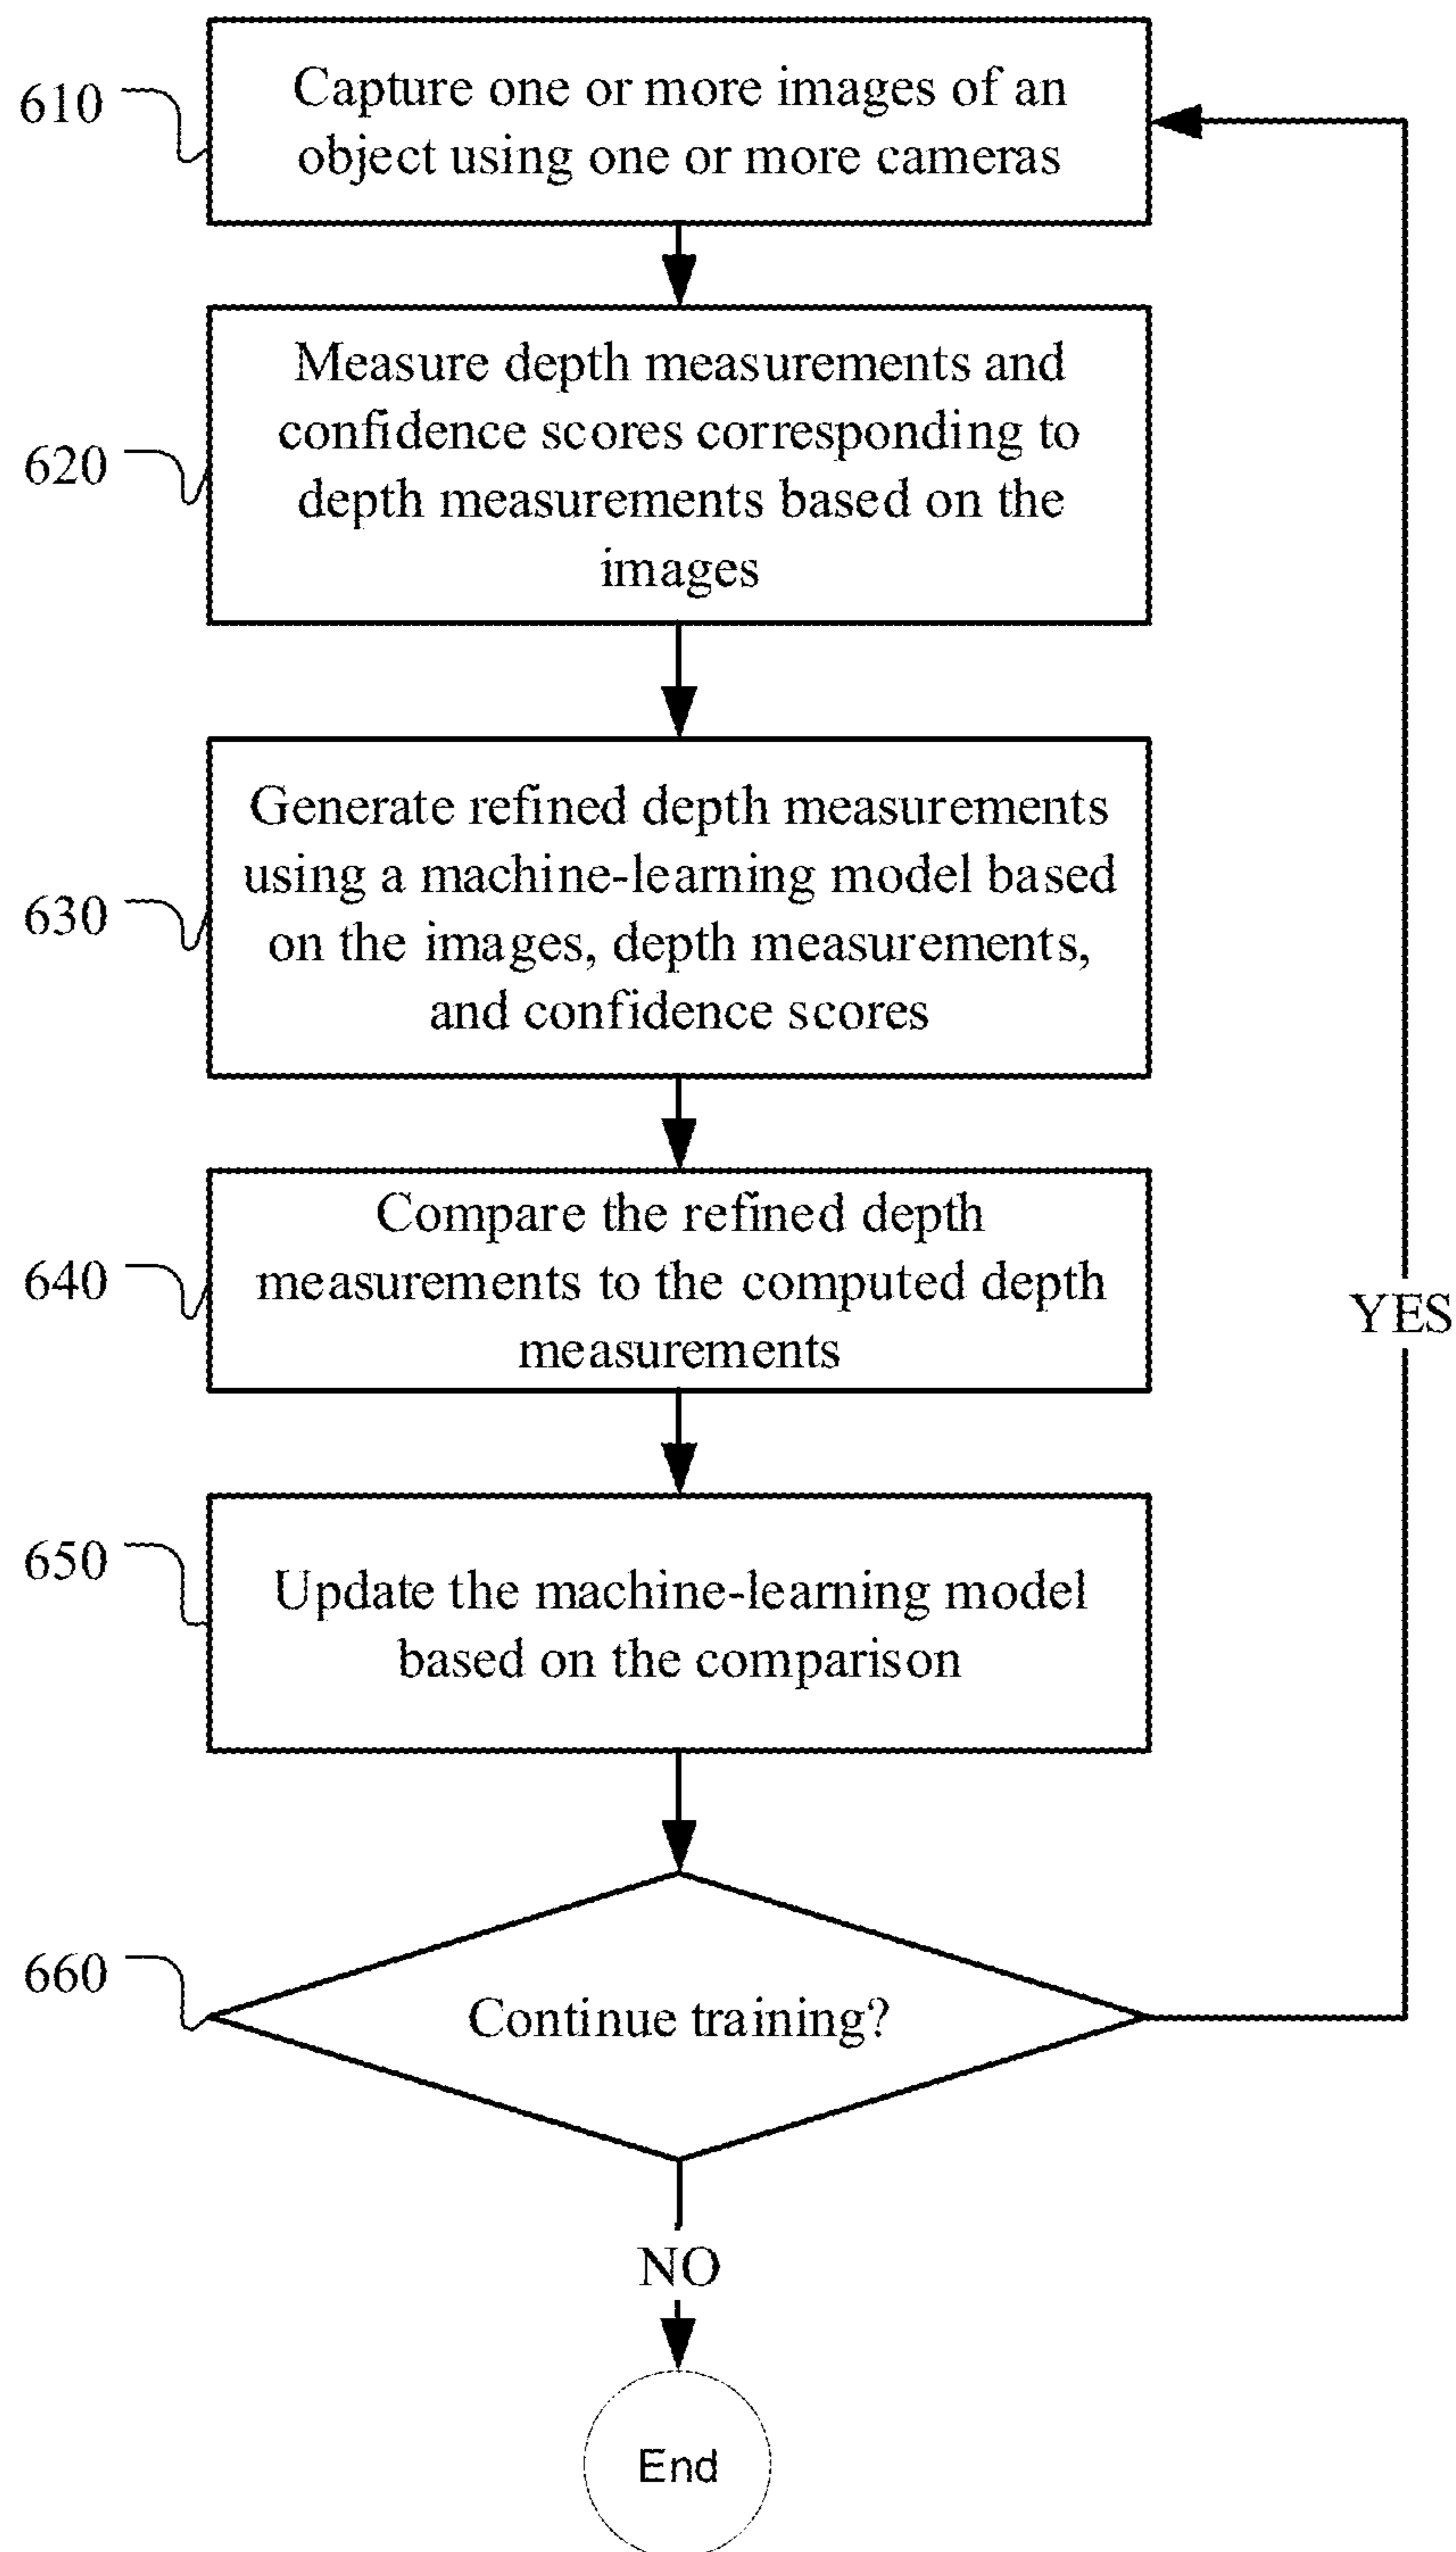 610
Capture one or more images of an
object using one or more cameras
620
Measure depth measurements and
confidence scores corresponding to
depth measurements based on the
images
630
Generate refined depth measurements
using a machine-learning model based
on the images, depth measurements,
and confidence scores
640
Compare the refined depth
measurements to the computed depth
measurements
YES
650
Update the machine-learning model
based on the comparison
660
Continue training?
NO
End